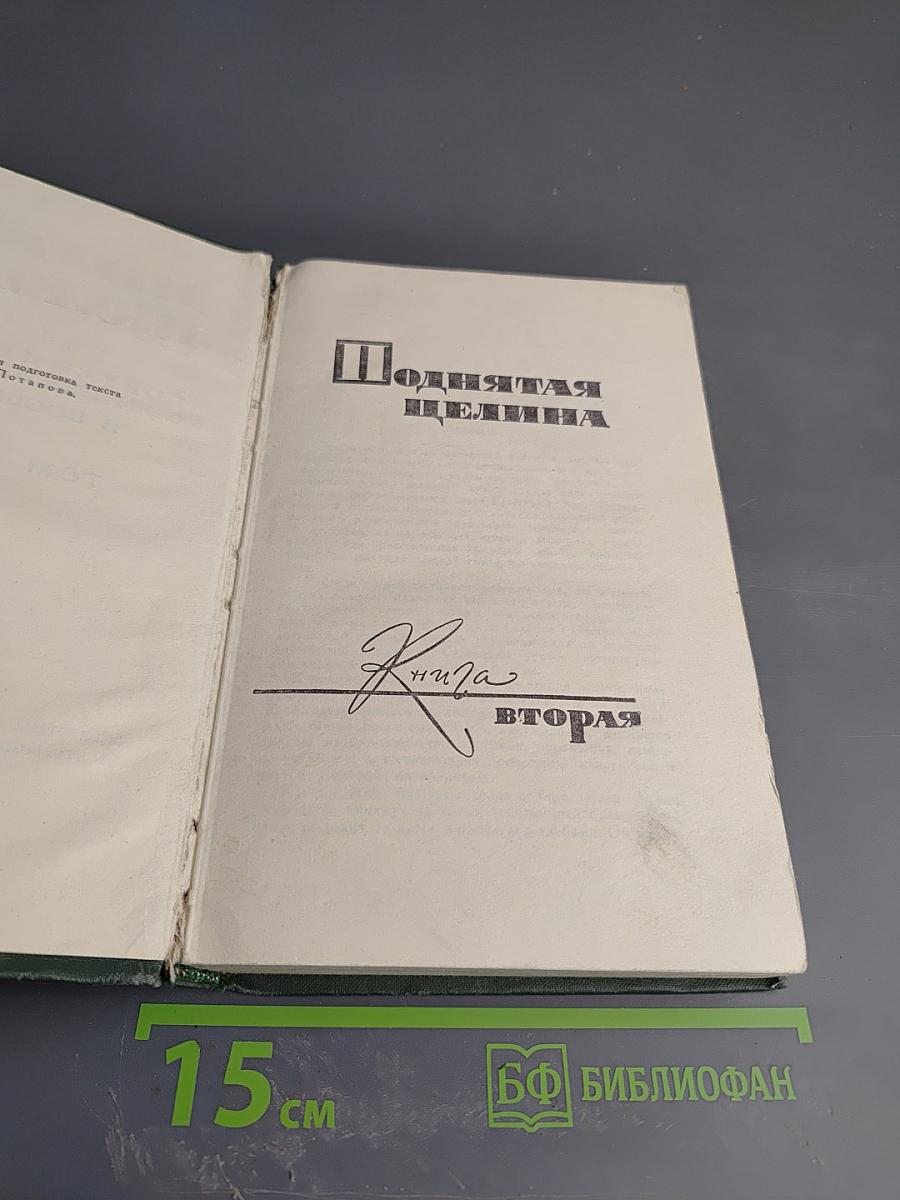 подготовка текста
Потапова.
Поднятая
целина
Книга
вторая
15 см
БФ БИБЛИОФАН